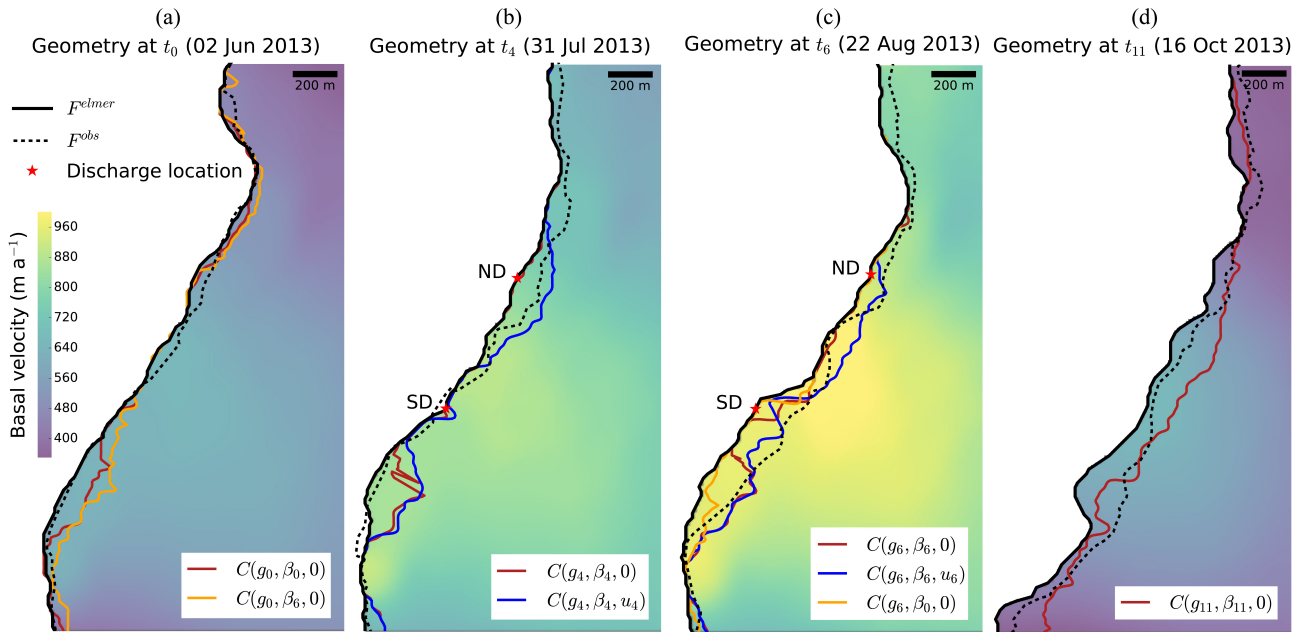 (a)
Geometry at t₀ (02 Jun 2013)
200 m
F^elmer
F^obs
Discharge location
Basal velocity (m a⁻¹)
960
880
800
720
640
560
480
400
C(g₀, β₀, 0)
C(g₀, β₆, 0)
(b)
Geometry at t₄ (31 Jul 2013)
200 m
ND
SD
C(g₄, β₄, 0)
C(g₄, β₄, u₄)
(c)
Geometry at t₆ (22 Aug 2013)
200 m
ND
SD
C(g₆, β₆, 0)
C(g₆, β₆, u₆)
C(g₆, β₀, 0)
(d)
Geometry at t₁₁ (16 Oct 2013)
200 m
C(g₁₁, β₁₁, 0)